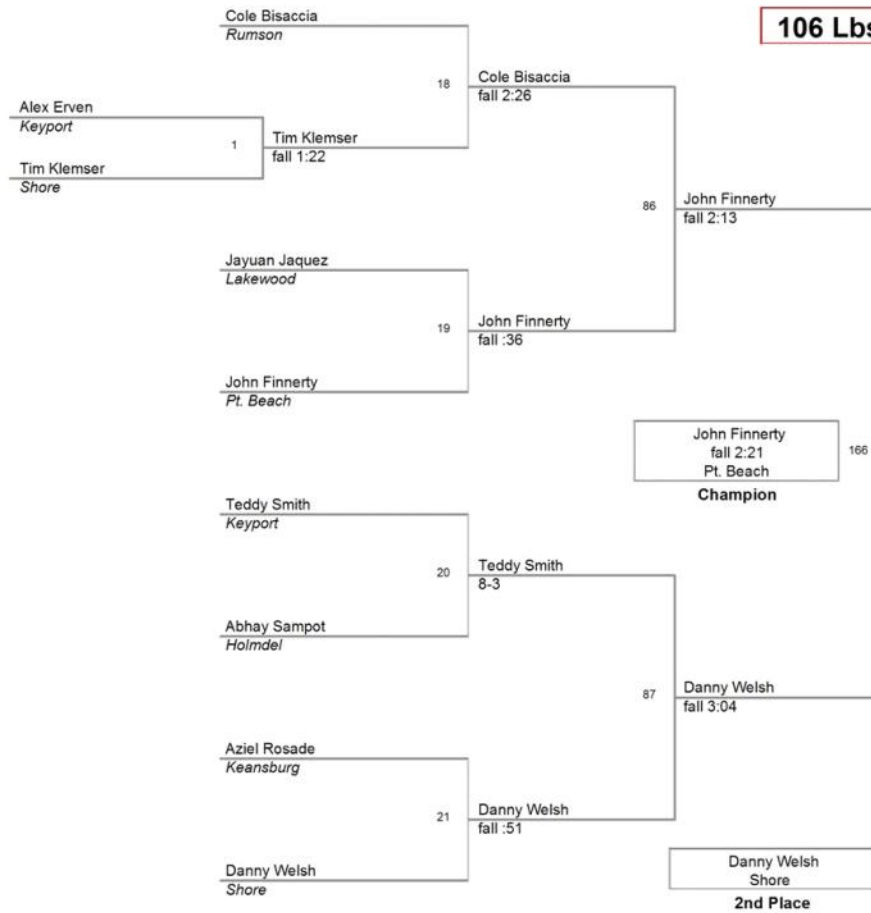 106 Lbs
Cole Bisaccia
Rumson
18
Cole Bisaccia
fall 2:26
Alex Erven
Keyport
1
Tim Klemser
fall 1:22
Tim Klemser
Shore
86
John Finnerty
fall 2:13
Jayuan Jaquez
Lakewood
19
John Finnerty
fall :36
John Finnerty
Pt. Beach
John Finnerty
fall 2:21
Pt. Beach
166
Champion
Teddy Smith
Keyport
20
Teddy Smith
8-3
Abhay Sampot
Holmdel
87
Danny Welsh
fall 3:04
Aziel Rosade
Keansburg
21
Danny Welsh
fall :51
Danny Welsh
Shore
Danny Welsh
Shore
2nd Place